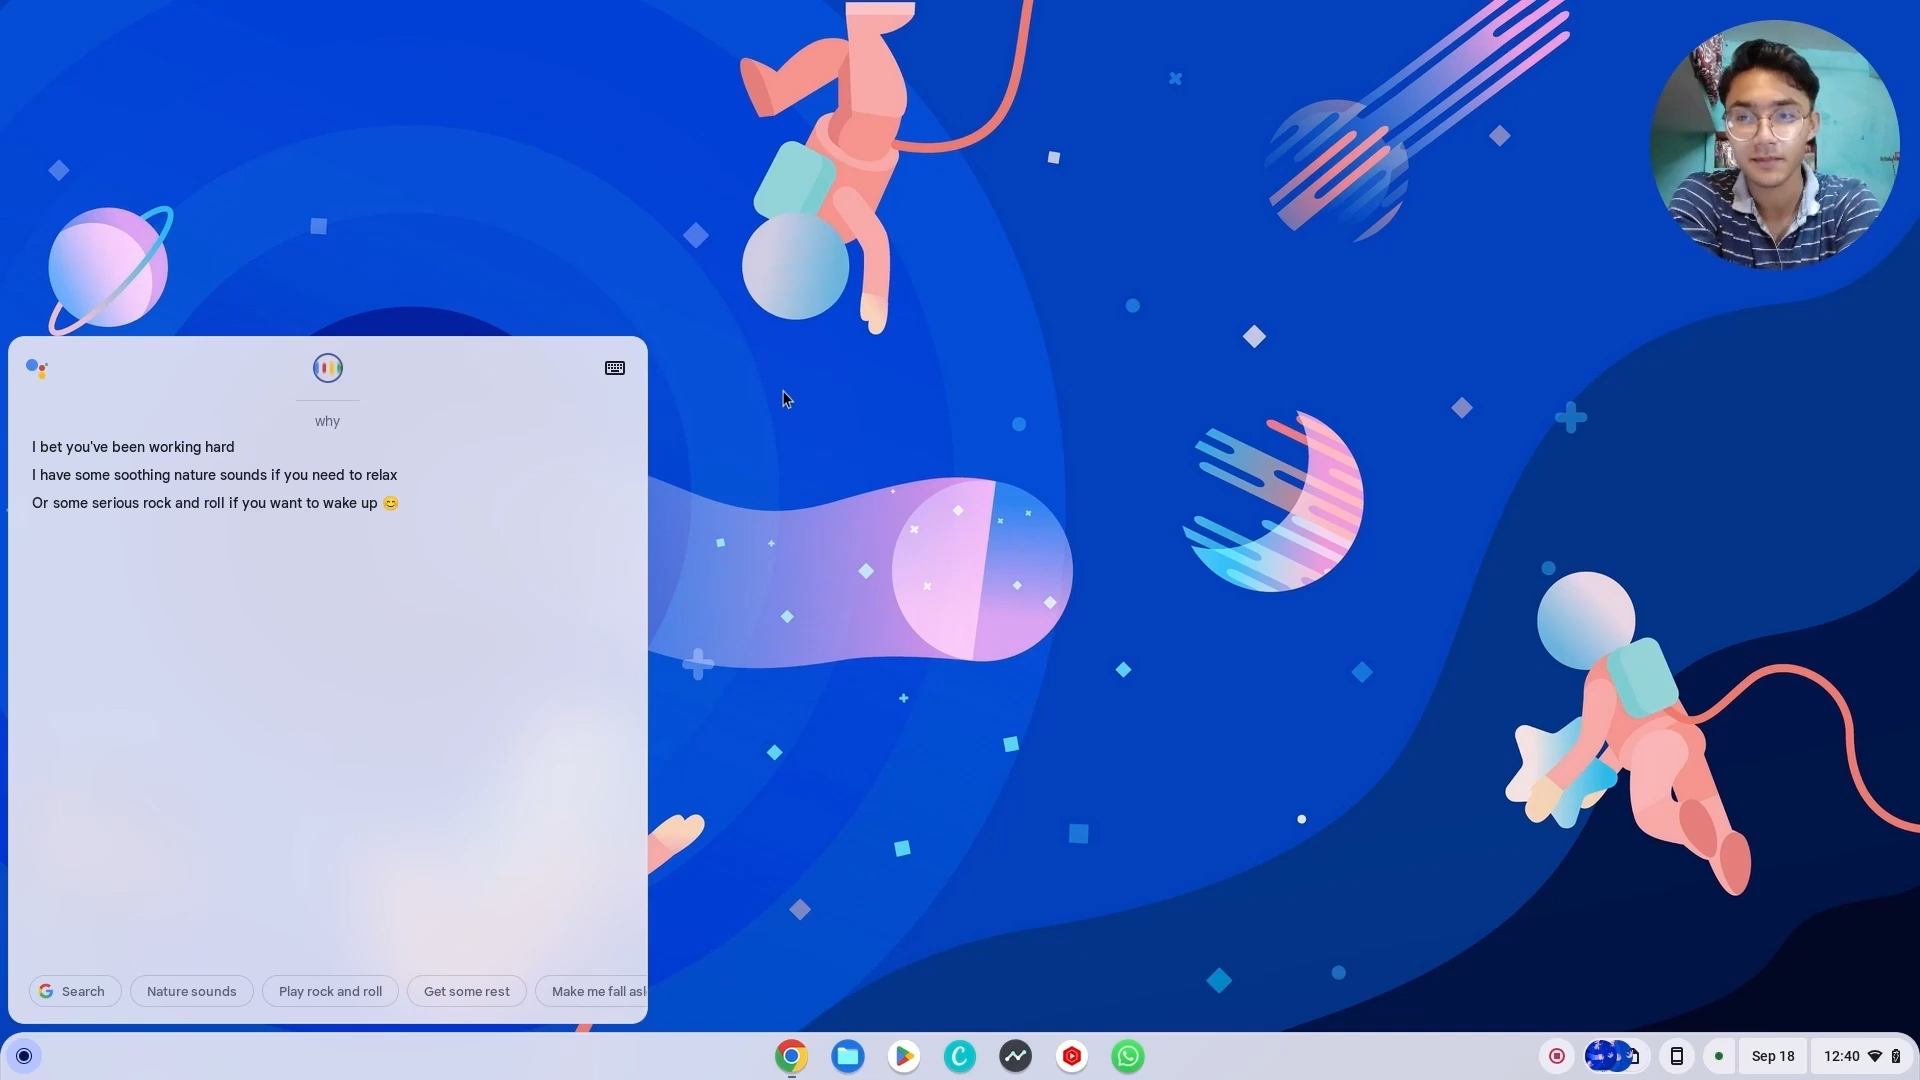 why
I bet you've been working hard
I have some soothing nature sounds if you need to relax
Or some serious rock and roll if you want to wake up 😊
Search
Nature sounds
Play rock and roll
Get some rest
Make me fall asl
Sep 18
12:40